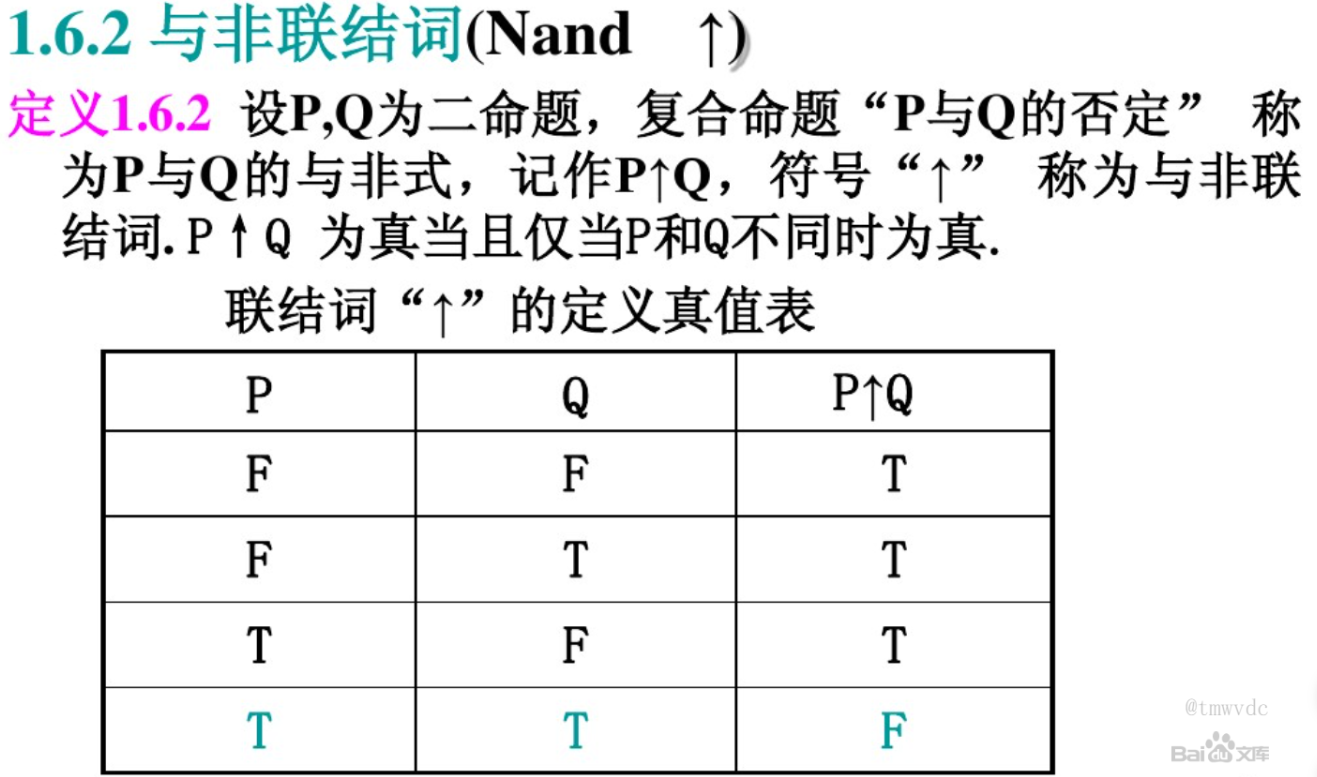 1.6.2 与非联结词(Nand ↑)
定义1.6.2 设P,Q为二命题，复合命题“P与Q的否定” 称
为P与Q的与非式，记作P↑Q，符号“↑” 称为与非联
结词. P↑Q 为真当且仅当P和Q不同时为真.
联结词“↑”的定义真值表
P Q P↑Q
F F T
F T T
T F T
T T F
@tmwvdc
Bai du 文库